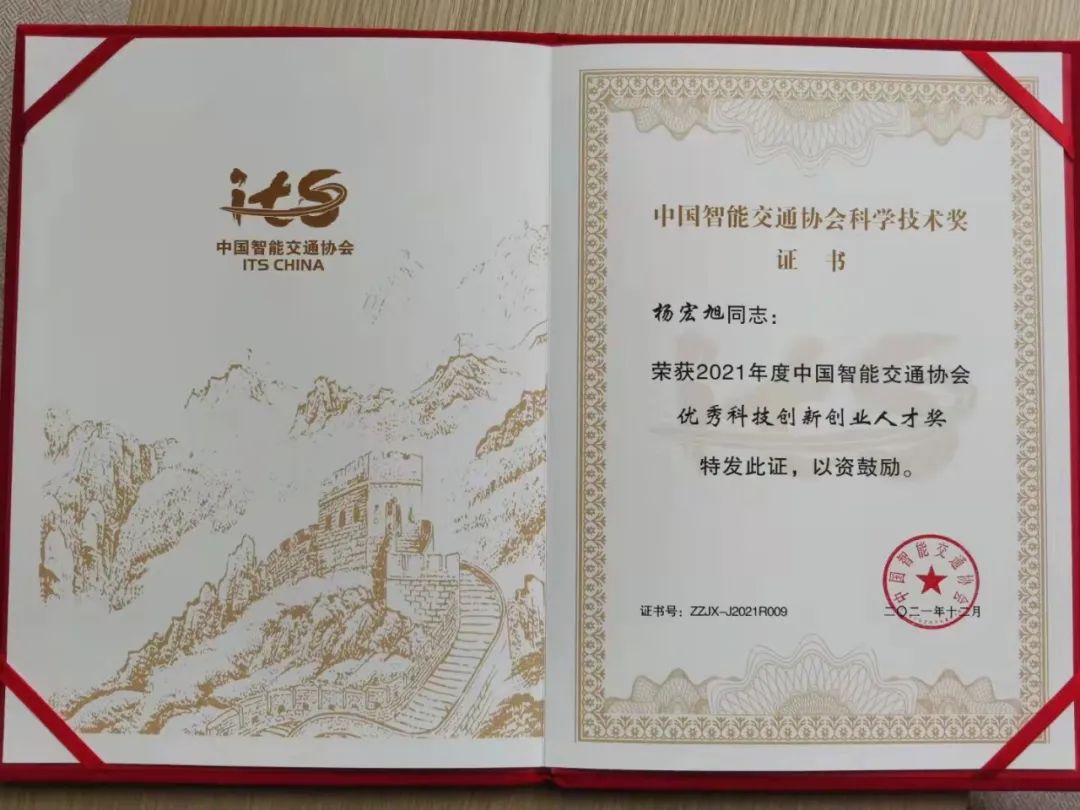 its
中国智能交通协会
ITS CHINA
中国智能交通协会科学技术奖
证 书
杨宏旭同志：
荣获2021年度中国智能交通协会
优秀科技创新创业人才奖
特发此证，以资鼓励。
中国智能交通协会
证书号：ZZJX-J2021R009
二〇二一年十二月